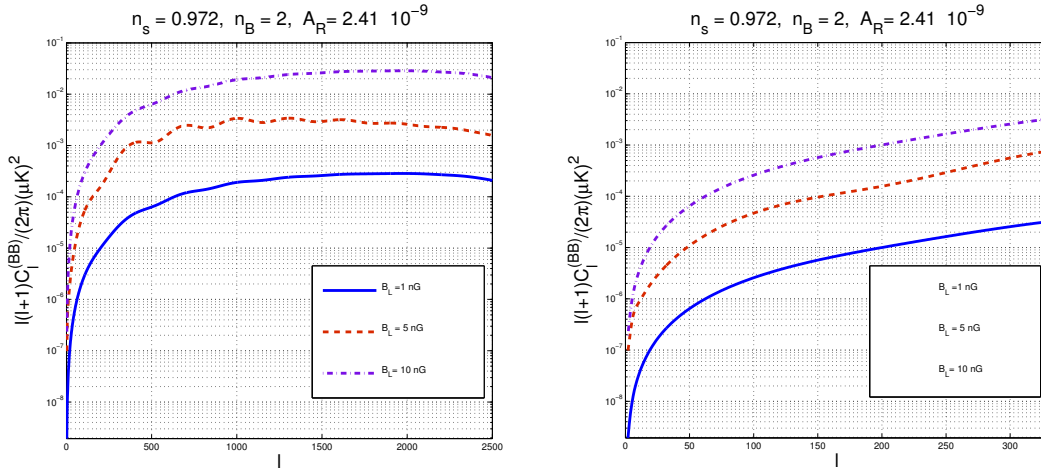 n_s = 0.972,  n_B = 2,  A_R = 2.41  10^-9
l(l+1)C_l^(BB)/(2π)(μK)^2
10^-1
10^-2
10^-3
10^-4
10^-5
10^-6
10^-7
10^-8
B_L =1 nG
B_L = 5 nG
B_L= 10 nG
0 500 1000 1500 2000 2500
l
n_s = 0.972,  n_B = 2,  A_R = 2.41  10^-9
l(l+1)C_l^(BB)/(2π)(μK)^2
10^-1
10^-2
10^-3
10^-4
10^-5
10^-6
10^-7
10^-8
B_L =1 nG
B_L = 5 nG
B_L= 10 nG
0 50 100 150 200 250 300
l